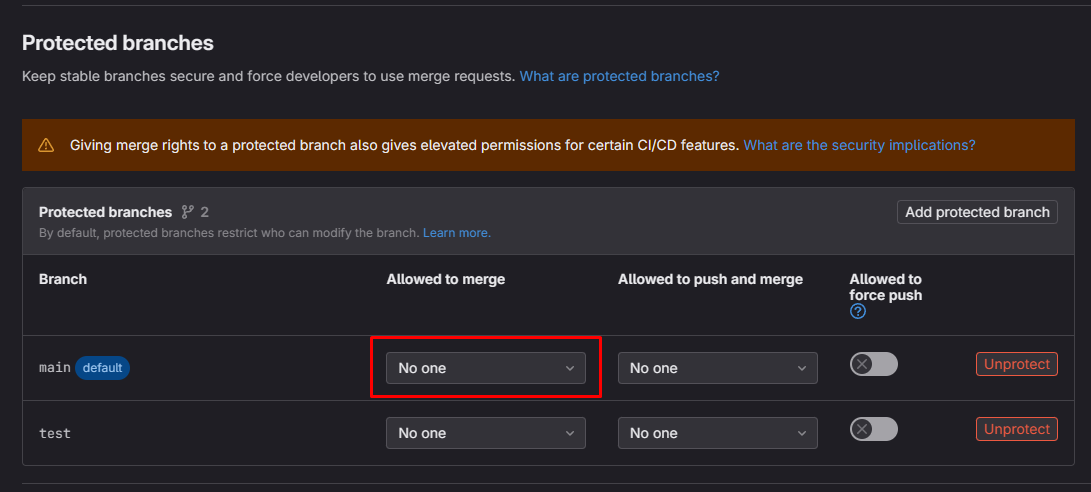 Protected branches
Keep stable branches secure and force developers to use merge requests. What are protected branches?
Giving merge rights to a protected branch also gives elevated permissions for certain CI/CD features. What are the security implications?
Protected branches 2
Add protected branch
By default, protected branches restrict who can modify the branch. Learn more.
Branch Allowed to merge Allowed to push and merge Allowed to
force push
main default No one No one Unprotect
test No one No one Unprotect